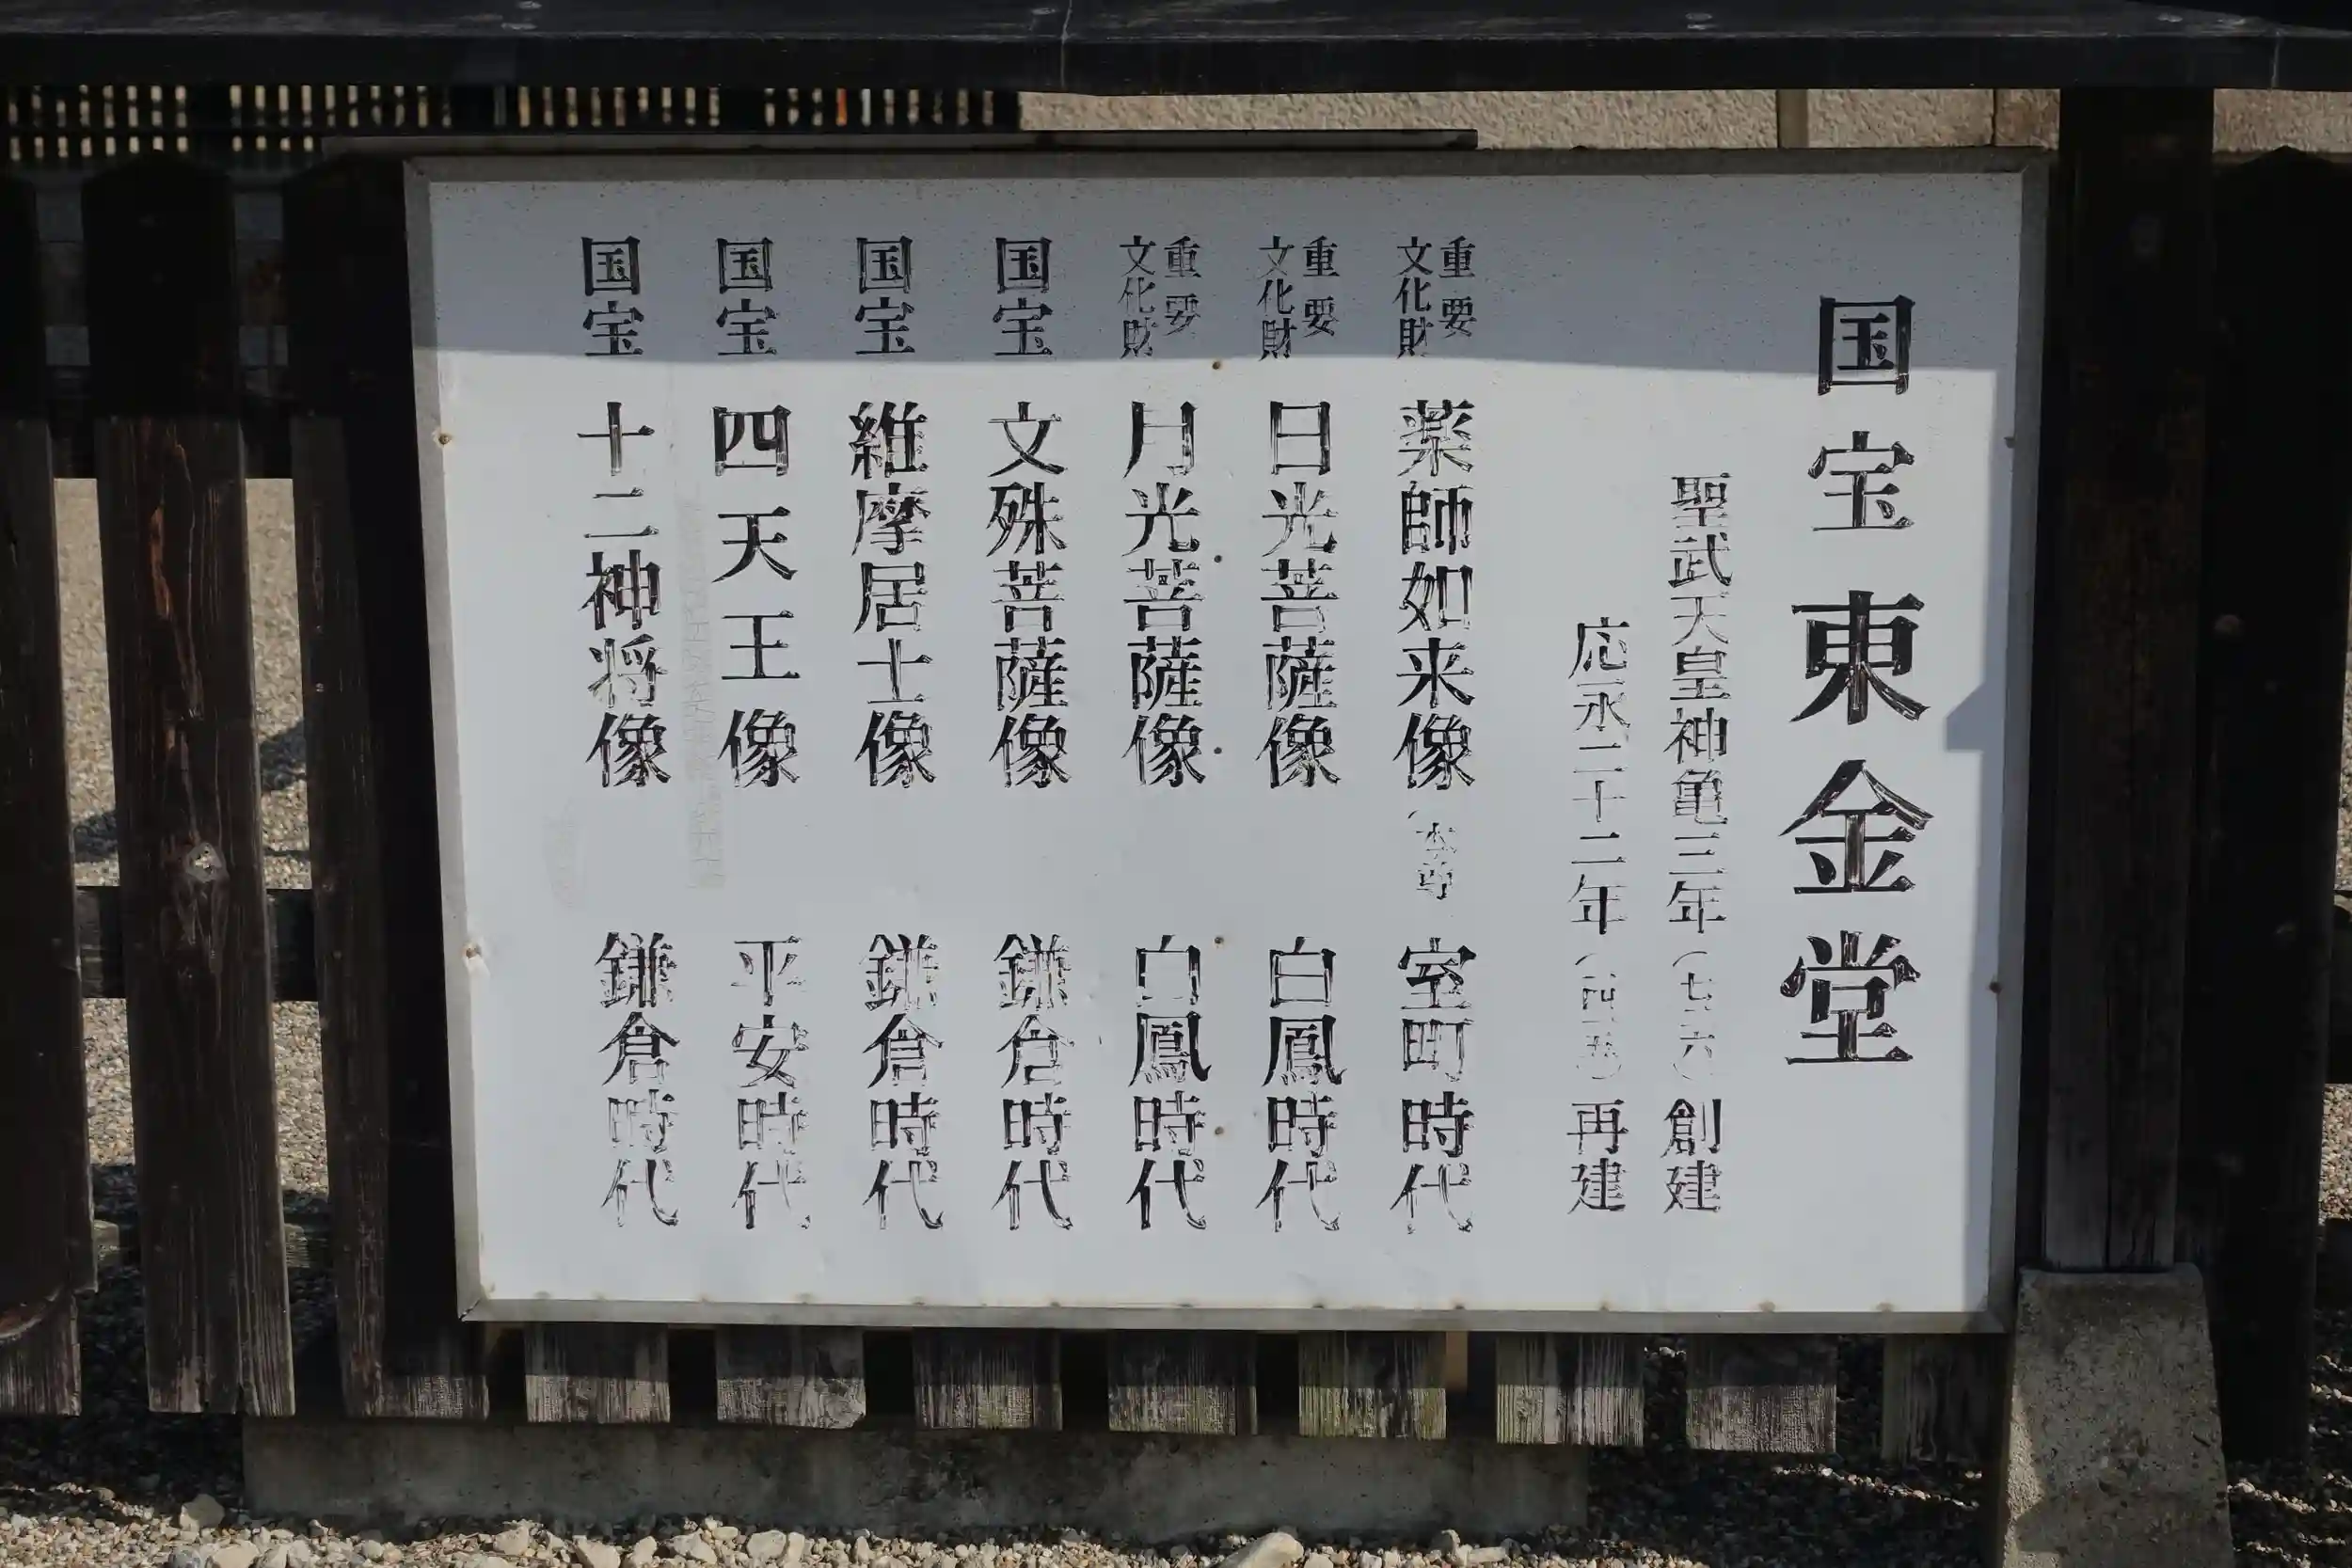 国宝 東金堂
聖武天皇神亀三年(七二六)創建
応永二十二年(一四一五)再建
重要文化財 薬師如来像(本尊 室町時代
重要文化財 日光菩薩像 白鳳時代
重要文化財 月光菩薩像 白鳳時代
国宝 文殊菩薩像 鎌倉時代
国宝 維摩居士像 鎌倉時代
国宝 四天王像 平安時代
国宝 十二神将像 鎌倉時代